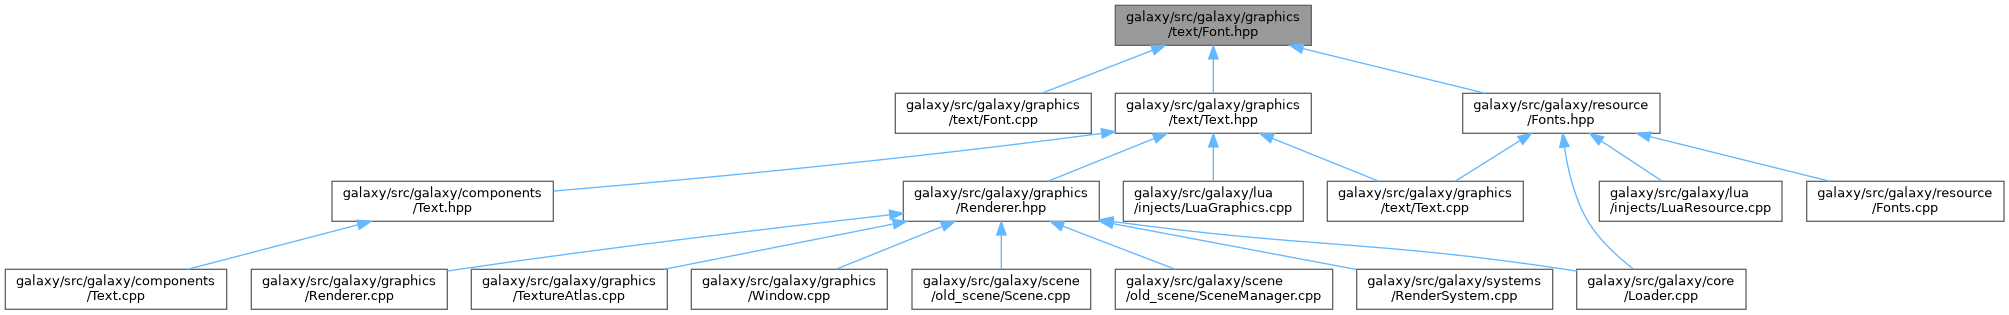 galaxy/src/galaxy/graphics
/text/Font.hpp
galaxy/src/galaxy/graphics
/text/Font.cpp
galaxy/src/galaxy/graphics
/text/Text.hpp
galaxy/src/galaxy/resource
/Fonts.hpp
galaxy/src/galaxy/components
/Text.hpp
galaxy/src/galaxy/graphics
/Renderer.hpp
galaxy/src/galaxy/lua
/injects/LuaGraphics.cpp
galaxy/src/galaxy/graphics
/text/Text.cpp
galaxy/src/galaxy/lua
/injects/LuaResource.cpp
galaxy/src/galaxy/resource
/Fonts.cpp
galaxy/src/galaxy/components
/Text.cpp
galaxy/src/galaxy/graphics
/Renderer.cpp
galaxy/src/galaxy/graphics
/TextureAtlas.cpp
galaxy/src/galaxy/graphics
/Window.cpp
galaxy/src/galaxy/scene
/old_scene/Scene.cpp
galaxy/src/galaxy/scene
/old_scene/SceneManager.cpp
galaxy/src/galaxy/systems
/RenderSystem.cpp
galaxy/src/galaxy/core
/Loader.cpp